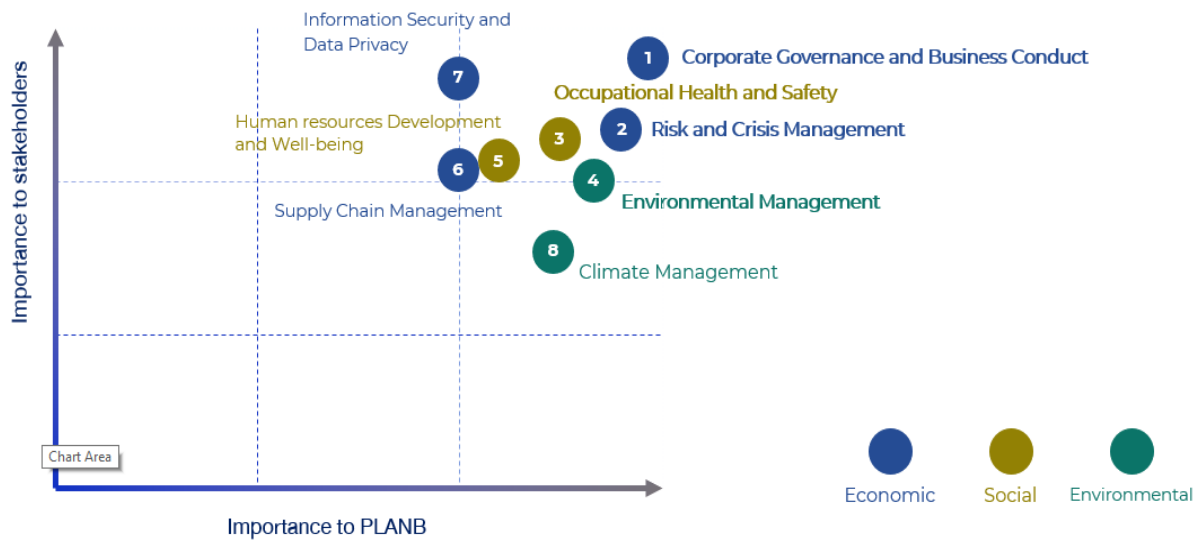 Information Security and
Data Privacy
7
1
Corporate Governance and Business Conduct
Occupational Health and Safety
Human resources Development
and Well-being
3
2
Risk and Crisis Management
6
5
4
Supply Chain Management
Environmental Management
8
Climate Management
Importance to stakeholders
Chart Area
Importance to PLANB
Economic
Social
Environmental